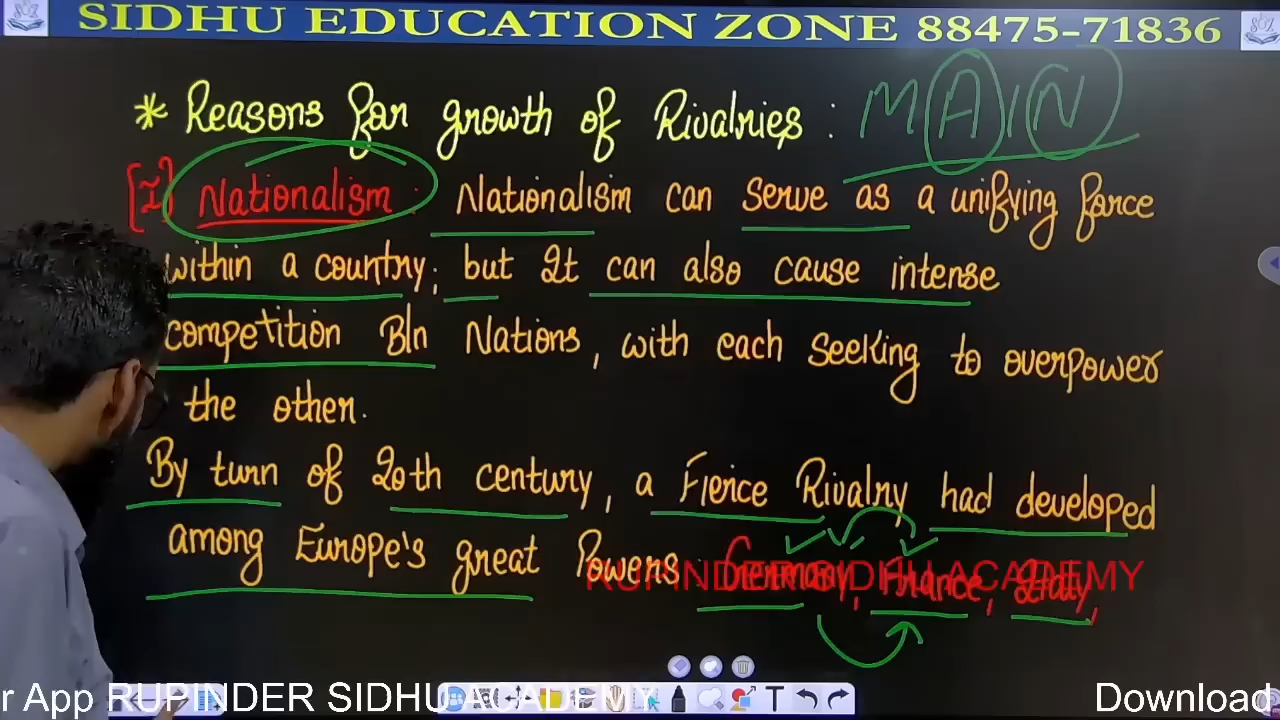 SIDHU EDUCATION ZONE 88475-71836
* Reasons for growth of Rivalries : MAIN
[I] Nationalism : Nationalism can serve as a unifying force
within a country; but It can also cause intense
competition B/n Nations, with each seeking to overpower
the other.
By turn of 20th century, a Fierce Rivalry had developed
among Europe's great Powers Germany, France, Italy,
RUPINDER SIDHU ACADEMY
r App RUPINDER SIDHU ACADEMY
Download